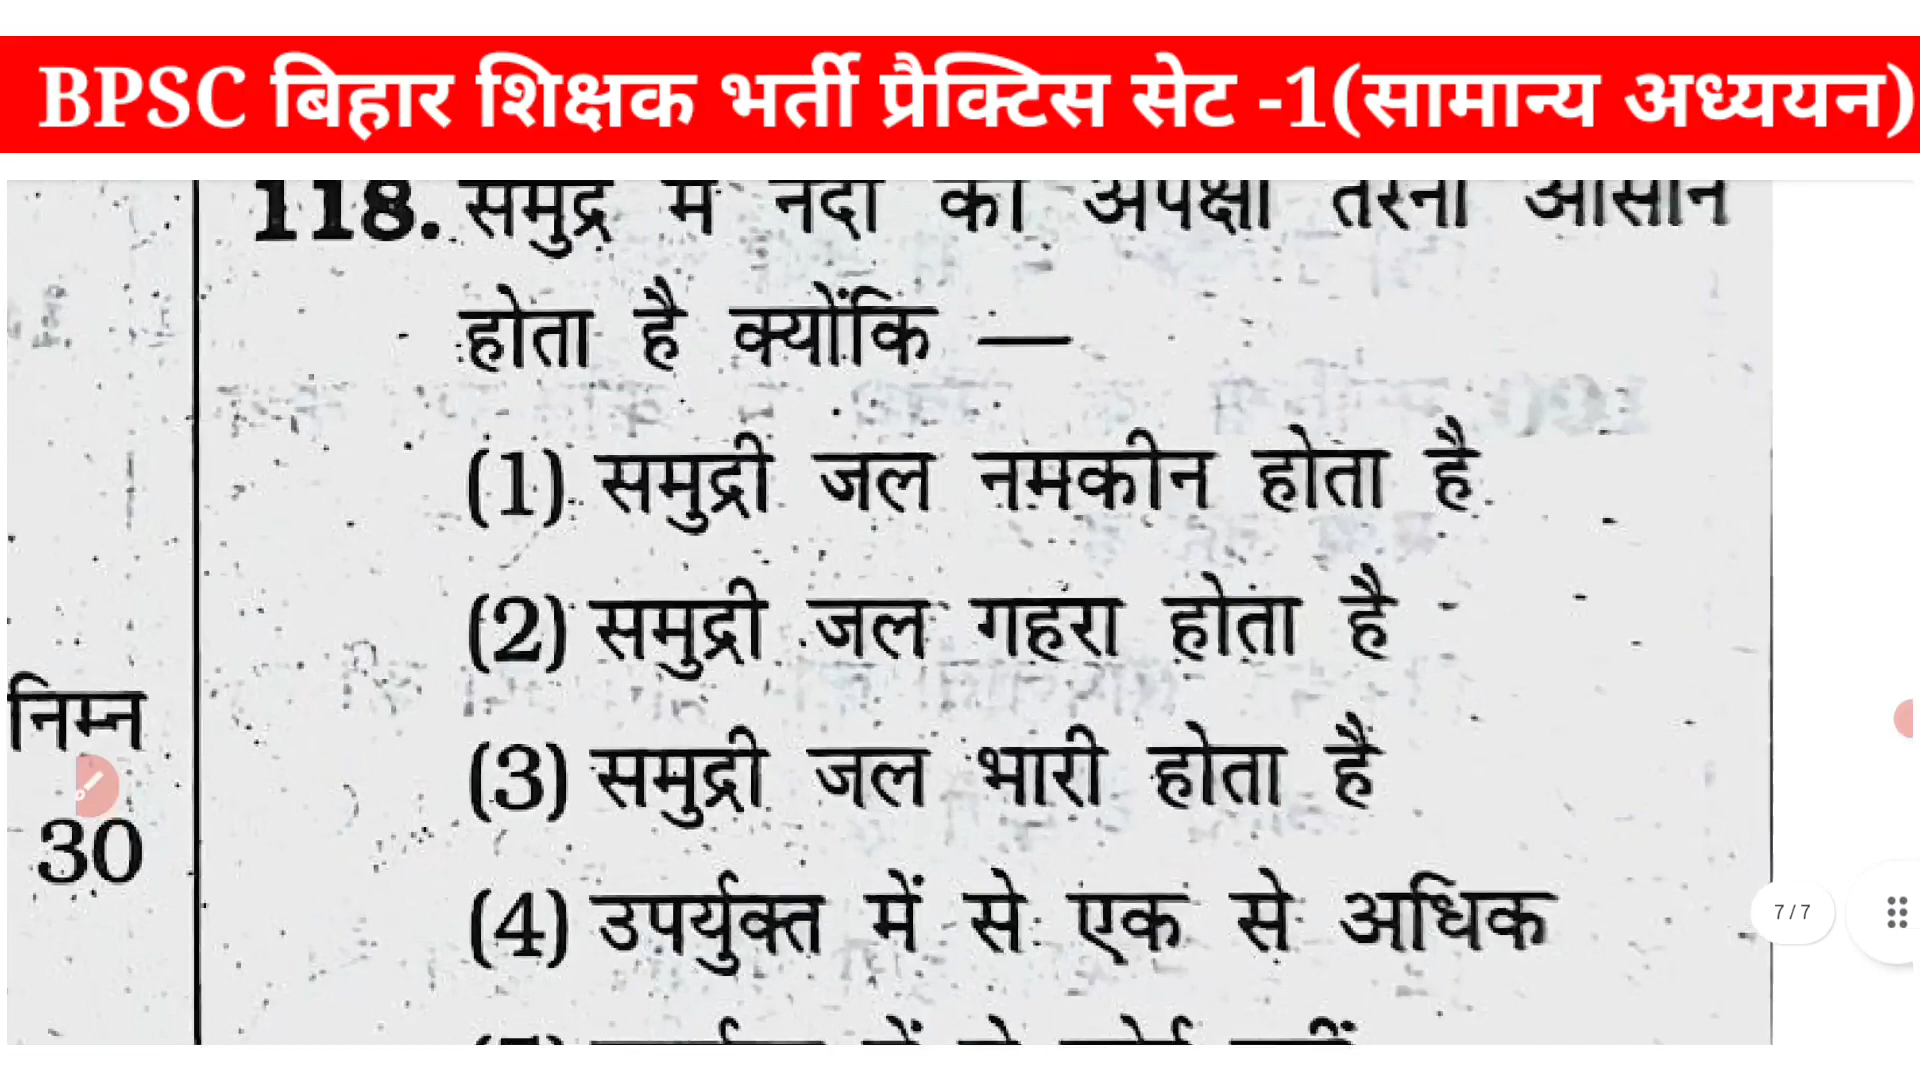 BPSC बिहार शिक्षक भर्ती प्रैक्टिस सेट -1(सामान्य अध्ययन)
118. समुद्र में नदी की अपेक्षा तैरना आसान
होता है क्योंकि —
(1) समुद्री जल नमकीन होता है
(2) समुद्री जल गहरा होता है
(3) समुद्री जल भारी होता है
(4) उपर्युक्त में से एक से अधिक
निम्न
30
7/7